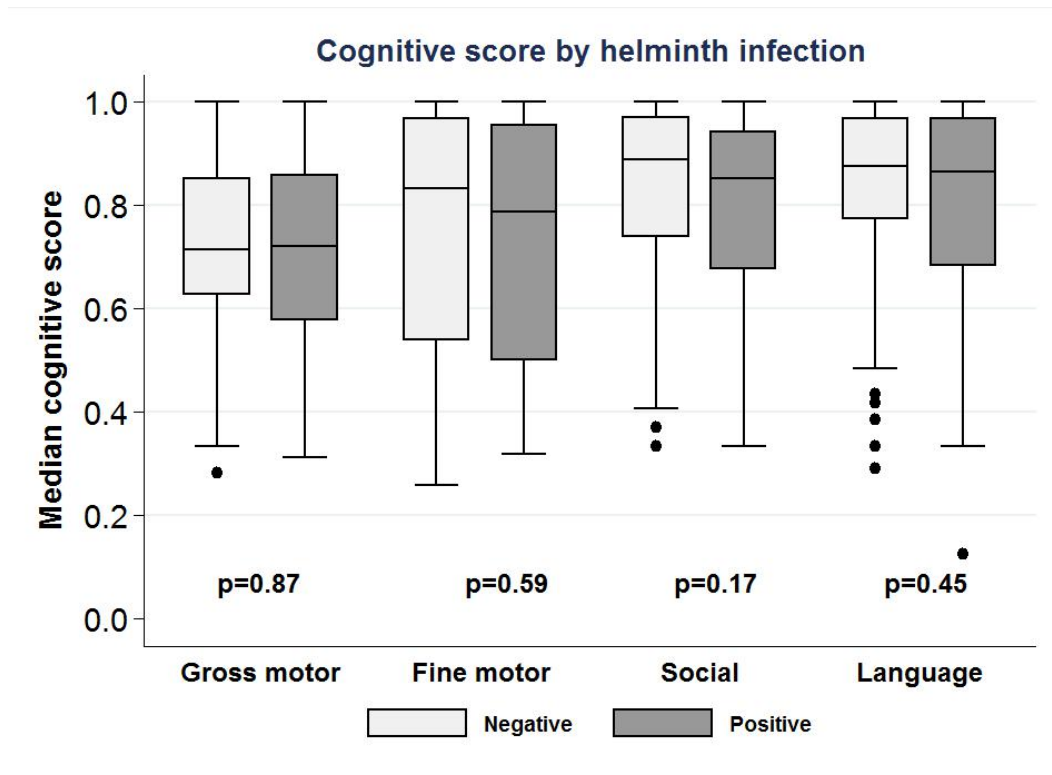 Cognitive score by helminth infection
Median cognitive score
1.0
0.8
0.6
0.4
0.2
0.0
p=0.87 p=0.59 p=0.17 p=0.45
Gross motor Fine motor Social Language
Negative Positive